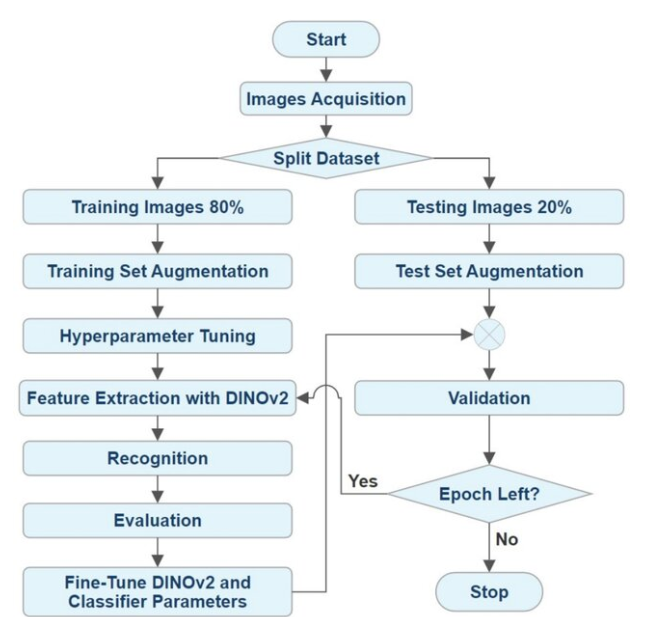 Start
Images Acquisition
Split Dataset
Training Images 80%
Testing Images 20%
Training Set Augmentation
Test Set Augmentation
Hyperparameter Tuning
Feature Extraction with DINOv2
Validation
Recognition
Yes
Epoch Left?
Evaluation
No
Fine-Tune DINOv2 and
Classifier Parameters
Stop